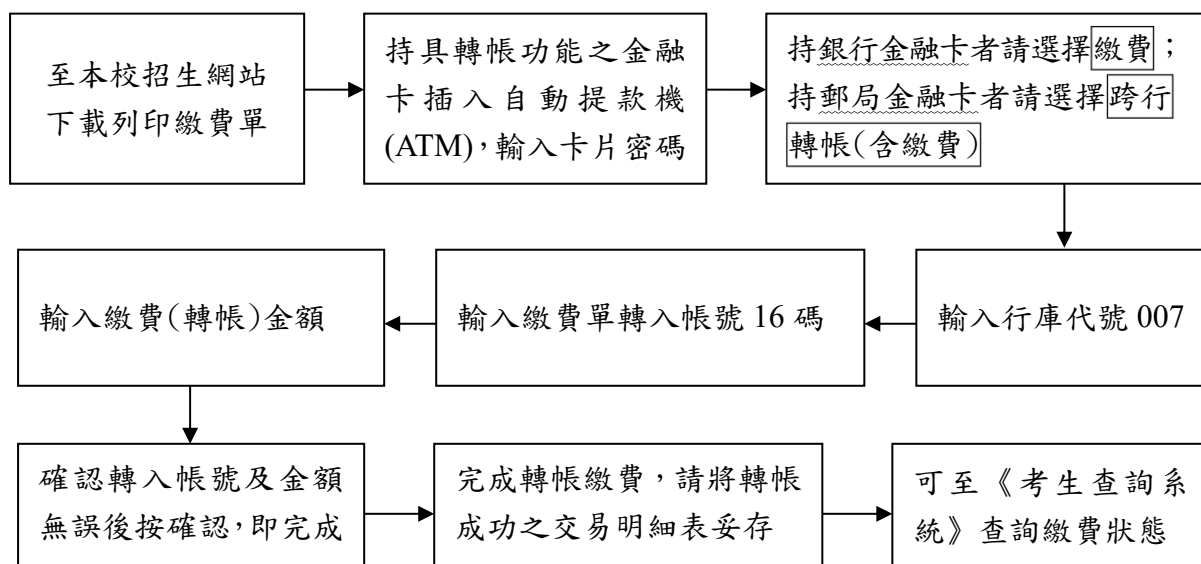 至本校招生網站
下載列印繳費單
持具轉帳功能之金融
卡插入自動提款機
(ATM)，輸入卡片密碼
持銀行金融卡者請選擇繳費；
持郵局金融卡者請選擇跨行
轉帳(含繳費)
輸入行庫代號 007
輸入繳費單轉入帳號 16 碼
輸入繳費(轉帳)金額
確認轉入帳號及金額
無誤後按確認，即完成
完成轉帳繳費，請將轉帳
成功之交易明細表妥存
可至《考生查詢系
統》查詢繳費狀態